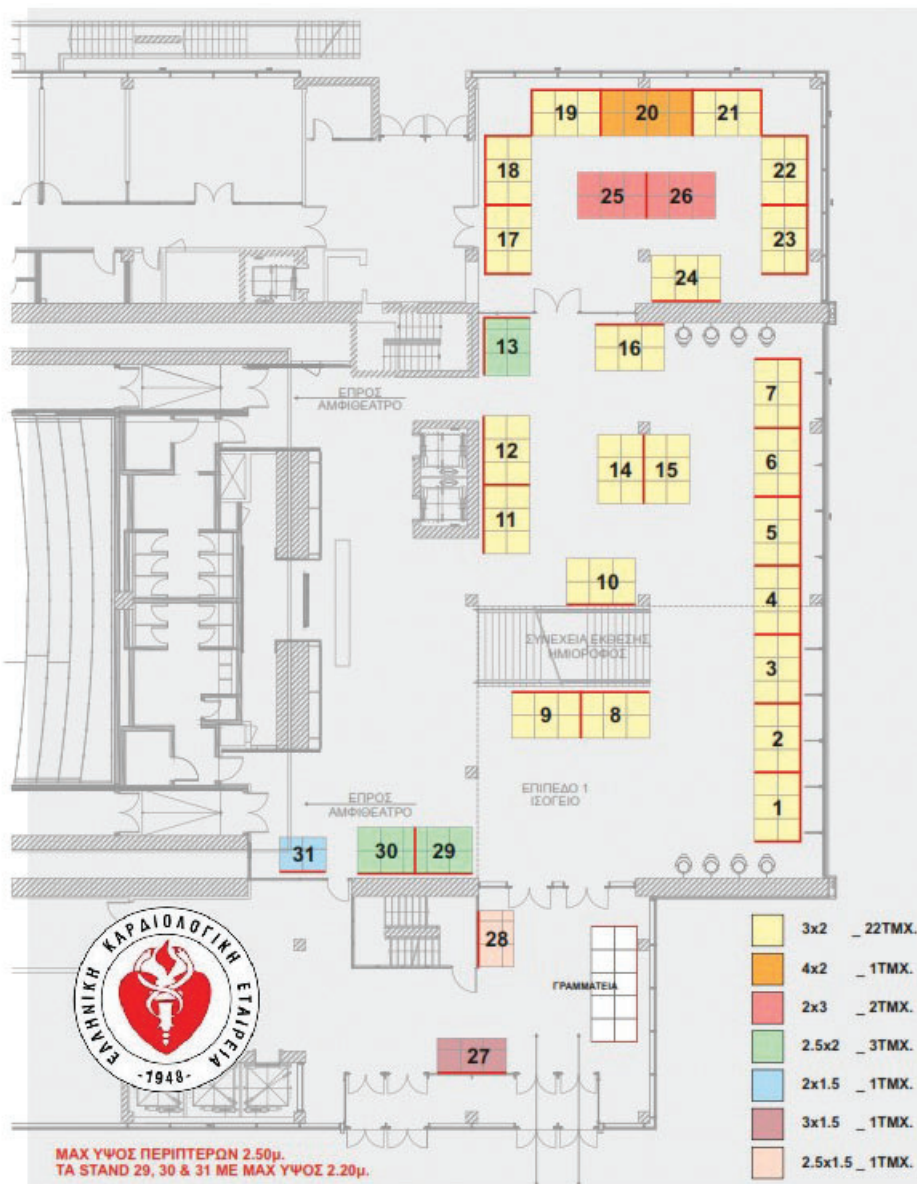 19
20
21
18
22
25
26
17
23
24
13
16
ΕΠΡΟΣ
ΑΜΦΙΘΕΑΤΡΟ
7
12
14
15
6
11
5
10
4
ΣΥΝΕΧΕΙΑ ΕΚΘΕΣΗΣ
ΗΜΙΟΡΟΦΟΣ
3
9
8
2
ΕΠΙΠΕΔΟ 1
ΙΣΟΓΕΙΟ
1
ΕΠΡΟΣ
ΑΜΦΙΘΕΑΤΡΟ
31
30
29
28
ΓΡΑΜΜΑΤΕΙΑ
27
ΕΛΛΗΝΙΚΗ ΚΑΡΔΙΟΛΟΓΙΚΗ ΕΤΑΙΡΕΙΑ
-1948-
3x2 _ 22ΤΜΧ.
4x2 _ 1ΤΜΧ.
2x3 _ 2ΤΜΧ.
2.5x2 _ 3ΤΜΧ.
2x1.5 _ 1ΤΜΧ.
3x1.5 _ 1ΤΜΧ.
2.5x1.5 _ 1ΤΜΧ.
MAX ΥΨΟΣ ΠΕΡΙΠΤΕΡΩΝ 2.50μ.
ΤΑ STAND 29, 30 & 31 ΜΕ MAX ΥΨΟΣ 2.20μ.